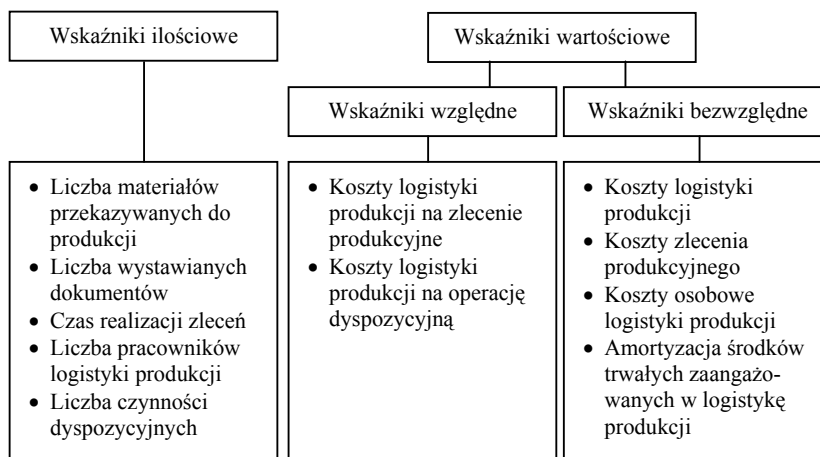 Wskaźniki ilościowe
Wskaźniki wartościowe
Wskaźniki względne
Wskaźniki bezwzględne
• Liczba materiałów
przekazywanych do
produkcji
• Liczba wystawianych
dokumentów
• Czas realizacji zleceń
• Liczba pracowników
logistyki produkcji
• Liczba czynności
dyspozycyjnych
• Koszty logistyki
produkcji na zlecenie
produkcyjne
• Koszty logistyki
produkcji na operację
dyspozycyjną
• Koszty logistyki
produkcji
• Koszty zlecenia
produkcyjnego
• Koszty osobowe
logistyki produkcji
• Amortyzacja środków
trwałych zaangażo-
wanych w logistykę
produkcji